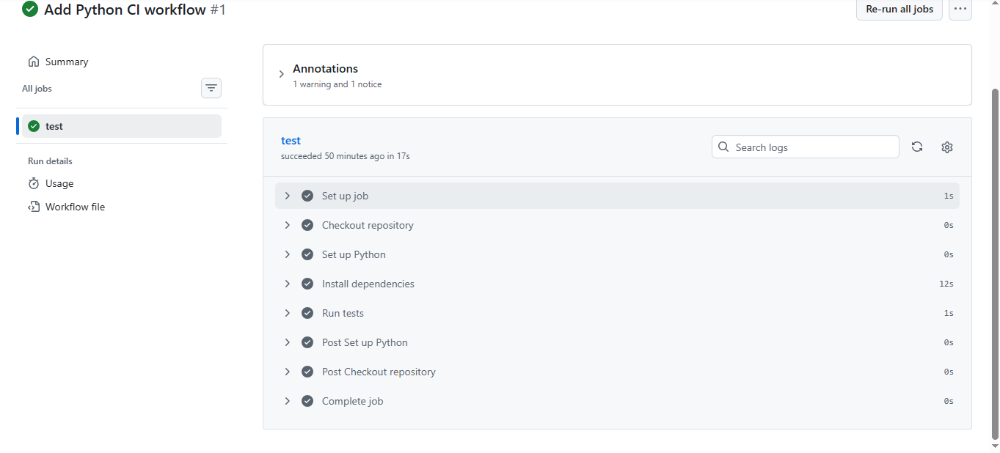 Add Python CI workflow #1
Re-run all jobs
Summary
All jobs
test
Run details
Usage
Workflow file
Annotations
1 warning and 1 notice
test
succeeded 50 minutes ago in 17s
Search logs
Set up job 1s
Checkout repository 0s
Set up Python 0s
Install dependencies 12s
Run tests 1s
Post Set up Python 0s
Post Checkout repository 0s
Complete job 0s